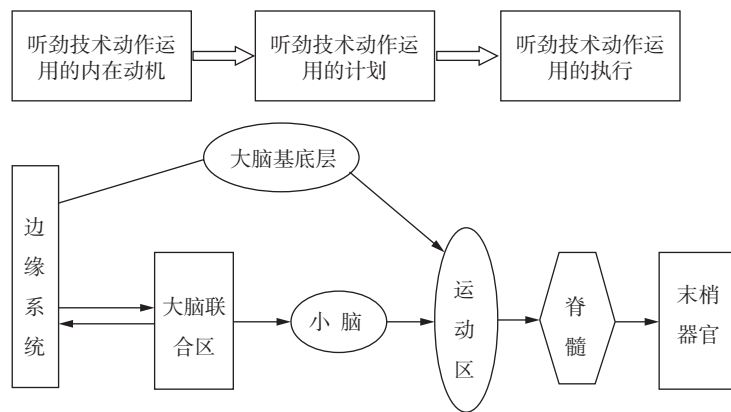 听劲技术动作运
用的内在动机
听劲技术动作运
用的计划
听劲技术动作运
用的执行
大脑基底层
边
缘
系
统
大脑联
合区
小 脑
运
动
区
脊
髓
末梢
器官